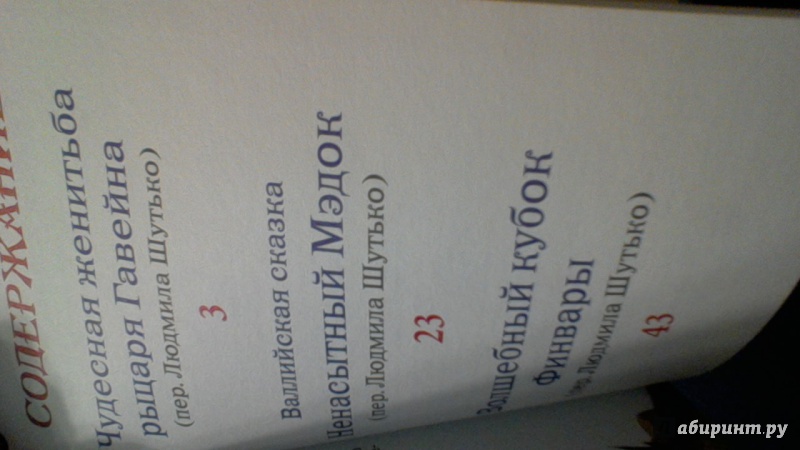 СОДЕРЖАНИЕ
Чудесная женитьба
рыцаря Гавейна
(пер. Людмила Шутько)
3
Валлийская сказка
Ненасытный Мэдок
(пер. Людмила Шутько)
23
Волшебный кубок
Финвары
(пер. Людмила Шутько)
43
абиринт.ру